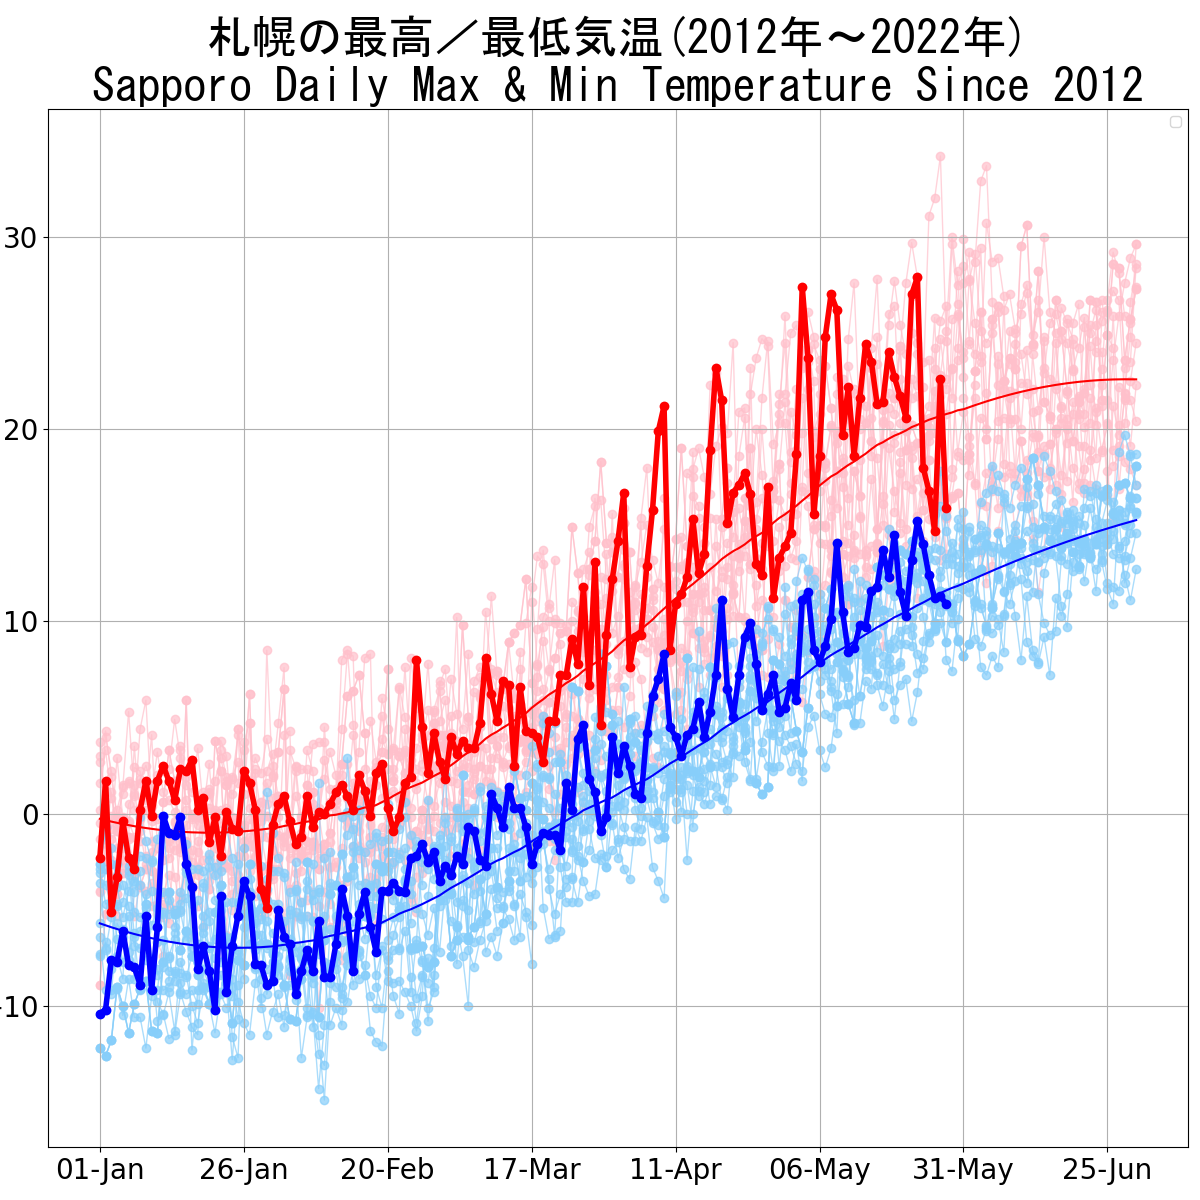 札幌の最高／最低気温(2012年～2022年)
Sapporo Daily Max & Min Temperature Since 2012
30
20
10
0
-10
01-Jan 26-Jan 20-Feb 17-Mar 11-Apr 06-May 31-May 25-Jun